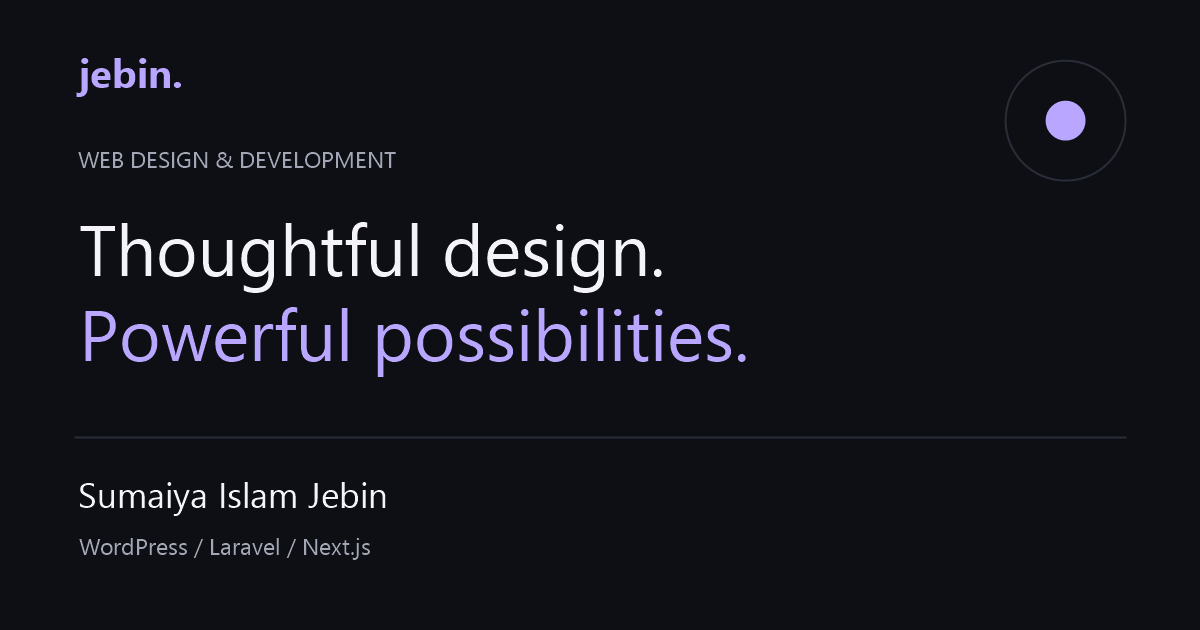 jebin.
WEB DESIGN & DEVELOPMENT
Thoughtful design.
Powerful possibilities.
Sumaiya Islam Jebin
WordPress / Laravel / Next.js